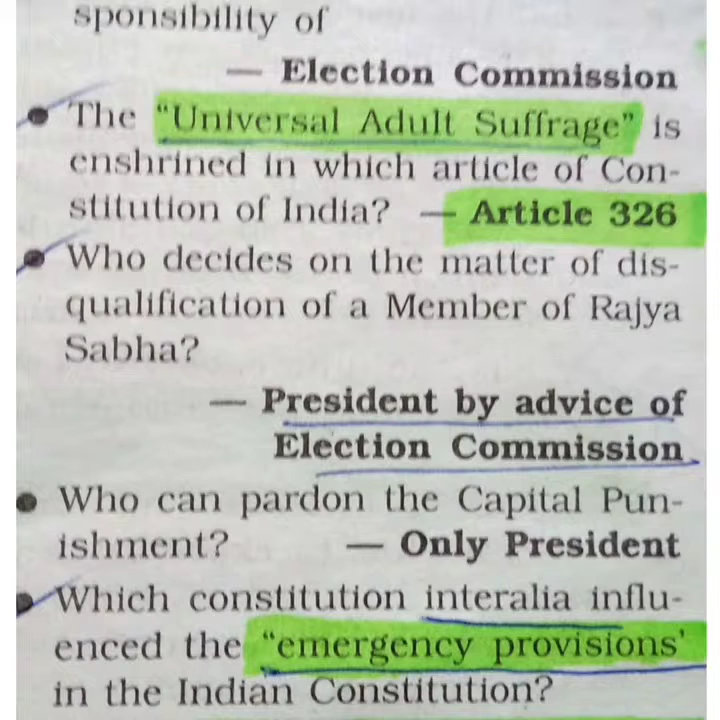 sponsibility of
— Election Commission
● The “Universal Adult Suffrage” is
enshrined in which article of Con-
stitution of India? — Article 326
● Who decides on the matter of dis-
qualification of a Member of Rajya
Sabha?
— President by advice of
Election Commission
● Who can pardon the Capital Pun-
ishment? — Only President
● Which constitution interalia influ-
enced the “emergency provisions'
in the Indian Constitution?